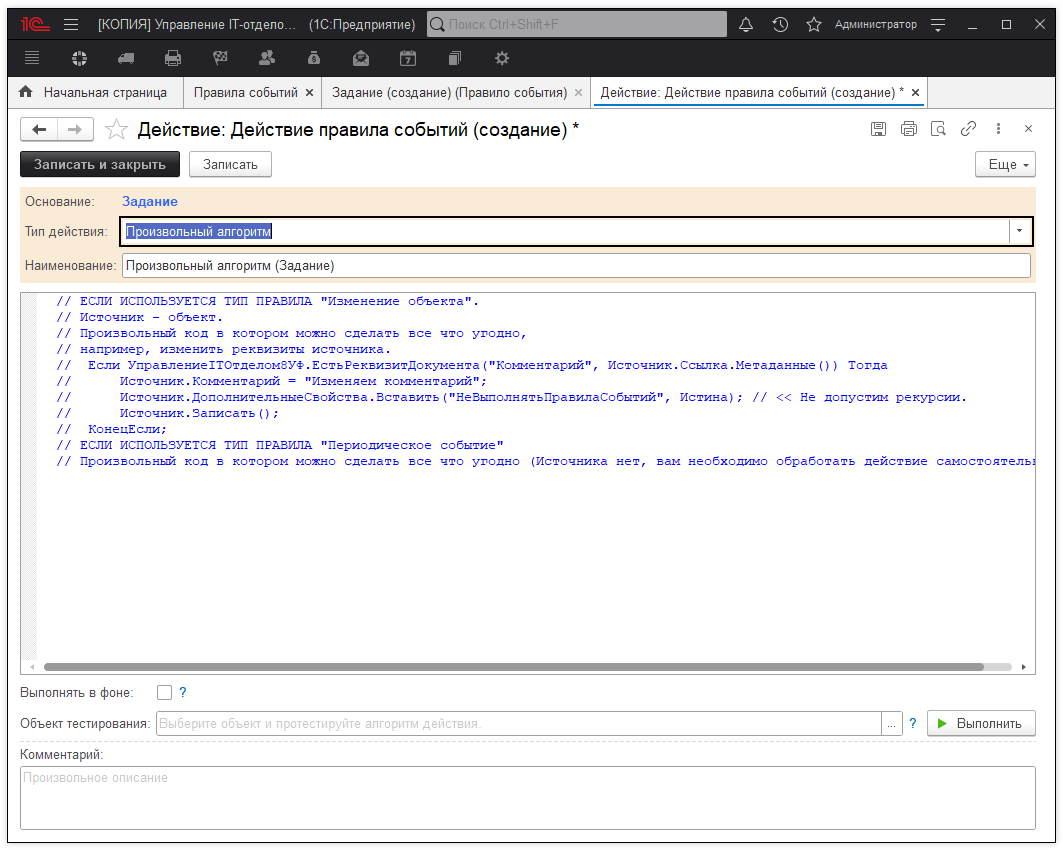 [КОПИЯ] Управление IT-отдело... (1С:Предприятие) Поиск Ctrl+Shift+F Администратор
Начальная страница Правила событий × Задание (создание) (Правило события) × Действие: Действие правила событий (создание) * ×
Действие: Действие правила событий (создание) *
Записать и закрыть Записать Еще
Основание: Задание
Тип действия: Произвольный алгоритм
Наименование: Произвольный алгоритм (Задание)
// ЕСЛИ ИСПОЛЬЗУЕТСЯ ТИП ПРАВИЛА "Изменение объекта".
// Источник - объект.
// Произвольный код в котором можно сделать все что угодно,
// например, изменить реквизиты источника.
//  Если УправлениеITОтделом8УФ.ЕстьРеквизитДокумента("Комментарий", Источник.Ссылка.Метаданные()) Тогда
//      Источник.Комментарий = "Изменяем комментарий";
//      Источник.ДополнительныеСвойства.Вставить("НеВыполнятьПравилаСобытий", Истина); // << Не допустим рекурсии.
//      Источник.Записать();
//  КонецЕсли;
// ЕСЛИ ИСПОЛЬЗУЕТСЯ ТИП ПРАВИЛА "Периодическое событие"
// Произвольный код в котором можно сделать все что угодно (Источника нет, вам необходимо обработать действие
Выполнять в фоне: ?
Объект тестирования: Выберите объект и протестируйте алгоритм действия. ... ? Выполнить
Комментарий:
Произвольное описание